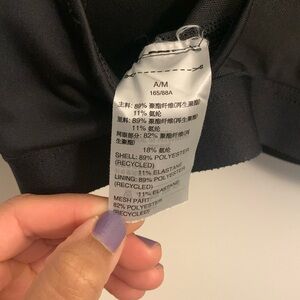 A/M
165/88A
主料: 89% 聚酯纤维(再生聚酯)
11% 氨纶
里料: 89% 聚酯纤维(再生聚酯)
11% 氨纶
网眼部分: 82% 聚酯纤维(再
生聚酯)
18% 氨纶
SHELL: 89% POLYESTER
(RECYCLED)
11% ELASTANE
LINING: 89% POLYESTER
(RECYCLED)
11% ELASTANE
MESH PART:
82% POLYESTER
(RECYCLED)